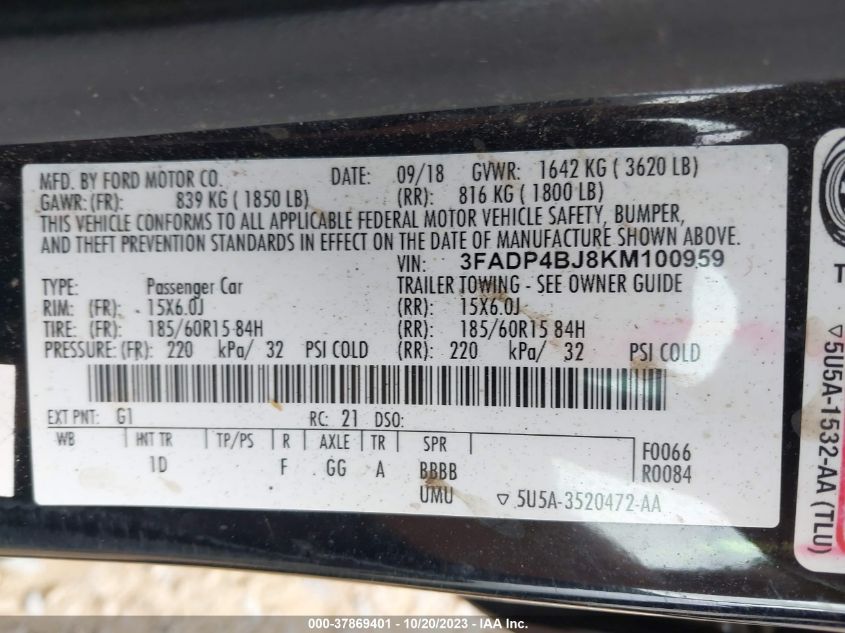 MFD. BY FORD MOTOR CO. DATE: 09/18 GVWR: 1642 KG ( 3620 LB)
GAWR: (FR): 839 KG ( 1850 LB) (RR): 816 KG ( 1800 LB)
THIS VEHICLE CONFORMS TO ALL APPLICABLE FEDERAL MOTOR VEHICLE SAFETY, BUMPER,
AND THEFT PREVENTION STANDARDS IN EFFECT ON THE DATE OF MANUFACTURE SHOWN ABOVE.
VIN: 3FADP4BJ8KM100959
TYPE: Passenger Car TRAILER TOWING - SEE OWNER GUIDE
RIM: (FR): 15X6.0J (RR): 15X6.0J
TIRE: (FR): 185/60R15 84H (RR): 185/60R15 84H
PRESSURE: (FR): 220 kPa/ 32 PSI COLD (RR): 220 kPa/ 32 PSI COLD
EXT PNT: G1 RC: 21 DSO:
WB INT TR TP/PS R AXLE TR SPR F0066
1D F GG A BBBB R0084
UMU ▽5U5A-3520472-AA
T
▽5U5A-1532-AA (TLU)
000-37869401 - 10/20/2023 - IAA Inc.